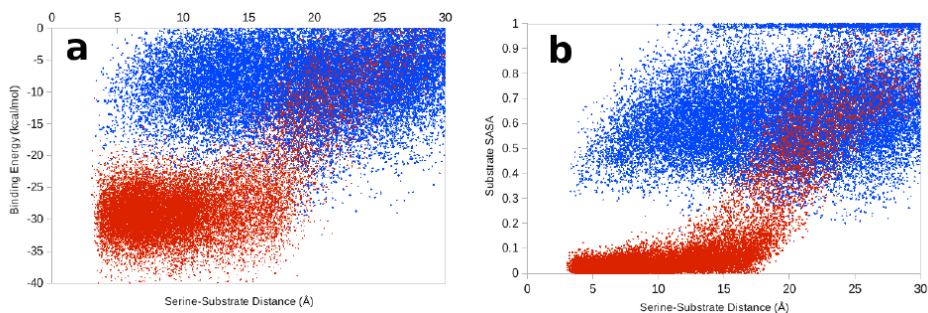 0 5 10 15 20 25 30
a
0
-5
-10
-15
-20
-25
-30
-35
-40
Binding Energy (kcal/mol)
Serine-Substrate Distance (Å)
b
1
0.9
0.8
0.7
0.6
0.5
0.4
0.3
0.2
0.1
0
Substrate SASA
0 5 10 15 20 25 30
Serine-Substrate Distance (Å)